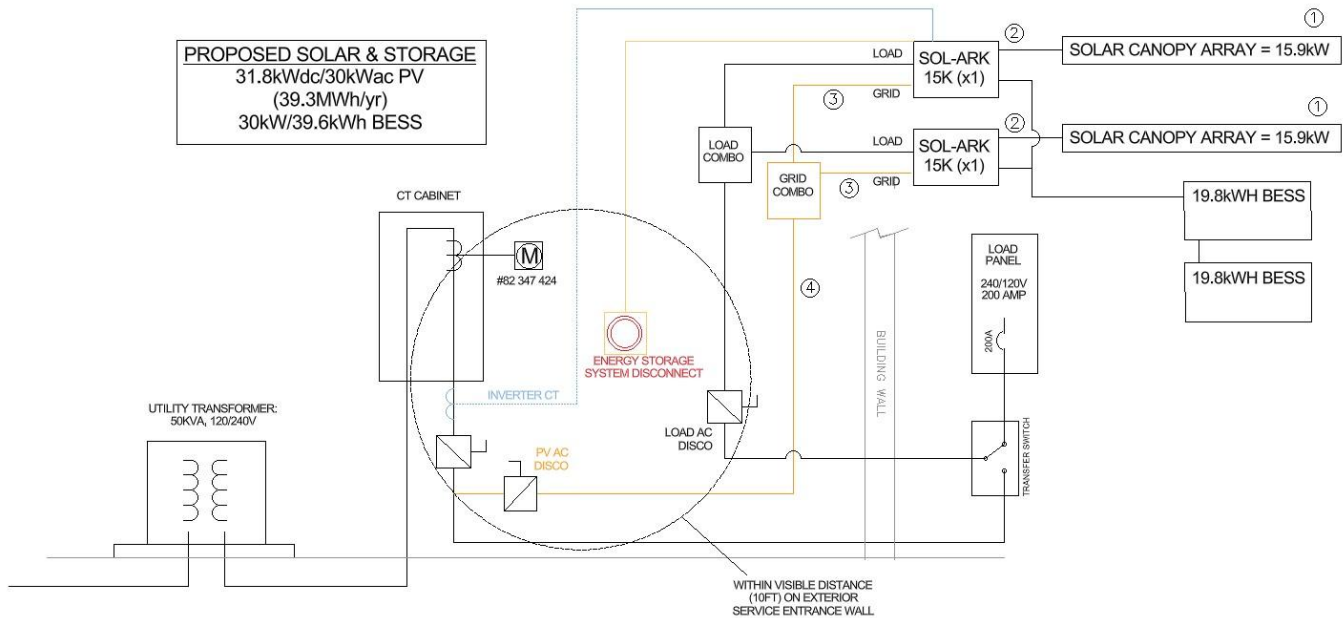 PROPOSED SOLAR & STORAGE
31.8kWdc/30kWac PV
(39.3MWh/yr)
30kW/39.6kWh BESS
1
2
SOLAR CANOPY ARRAY = 15.9kW
LOAD
SOL-ARK
15K (x1)
3
GRID
1
2
SOLAR CANOPY ARRAY = 15.9kW
LOAD
COMBO
LOAD
SOL-ARK
15K (x1)
GRID
COMBO
3
GRID
19.8kWH BESS
19.8kWH BESS
CT CABINET
M
#82 347 424
4
LOAD
PANEL
240/120V
200 AMP
200A
BUILDING WALL
ENERGY STORAGE
SYSTEM DISCONNECT
INVERTER CT
UTILITY TRANSFORMER:
50KVA, 120/240V
LOAD AC
DISCO
PV AC
DISCO
TRANSFER SWITCH
WITHIN VISIBLE DISTANCE
(10FT) ON EXTERIOR
SERVICE ENTRANCE WALL